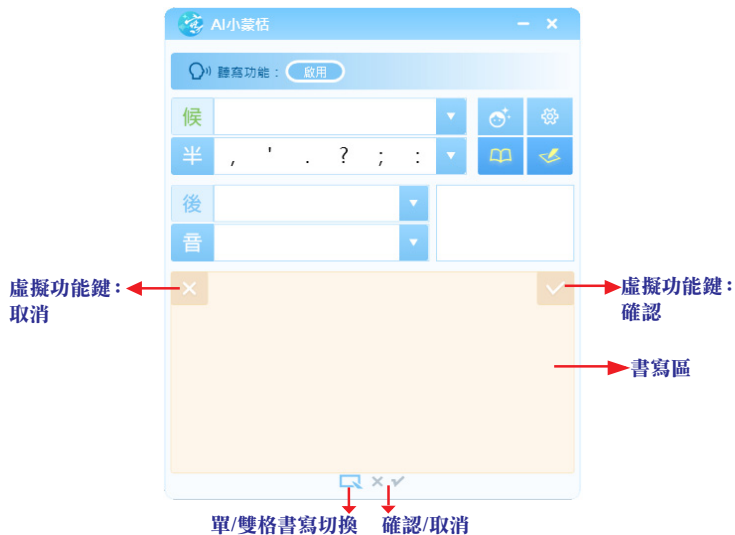 AI小蒙恬
聽寫功能： 啟用
候
半 , ' . ? ; :
後
音
虛擬功能鍵：
取消
虛擬功能鍵：
確認
書寫區
單/雙格書寫切換 確認/取消